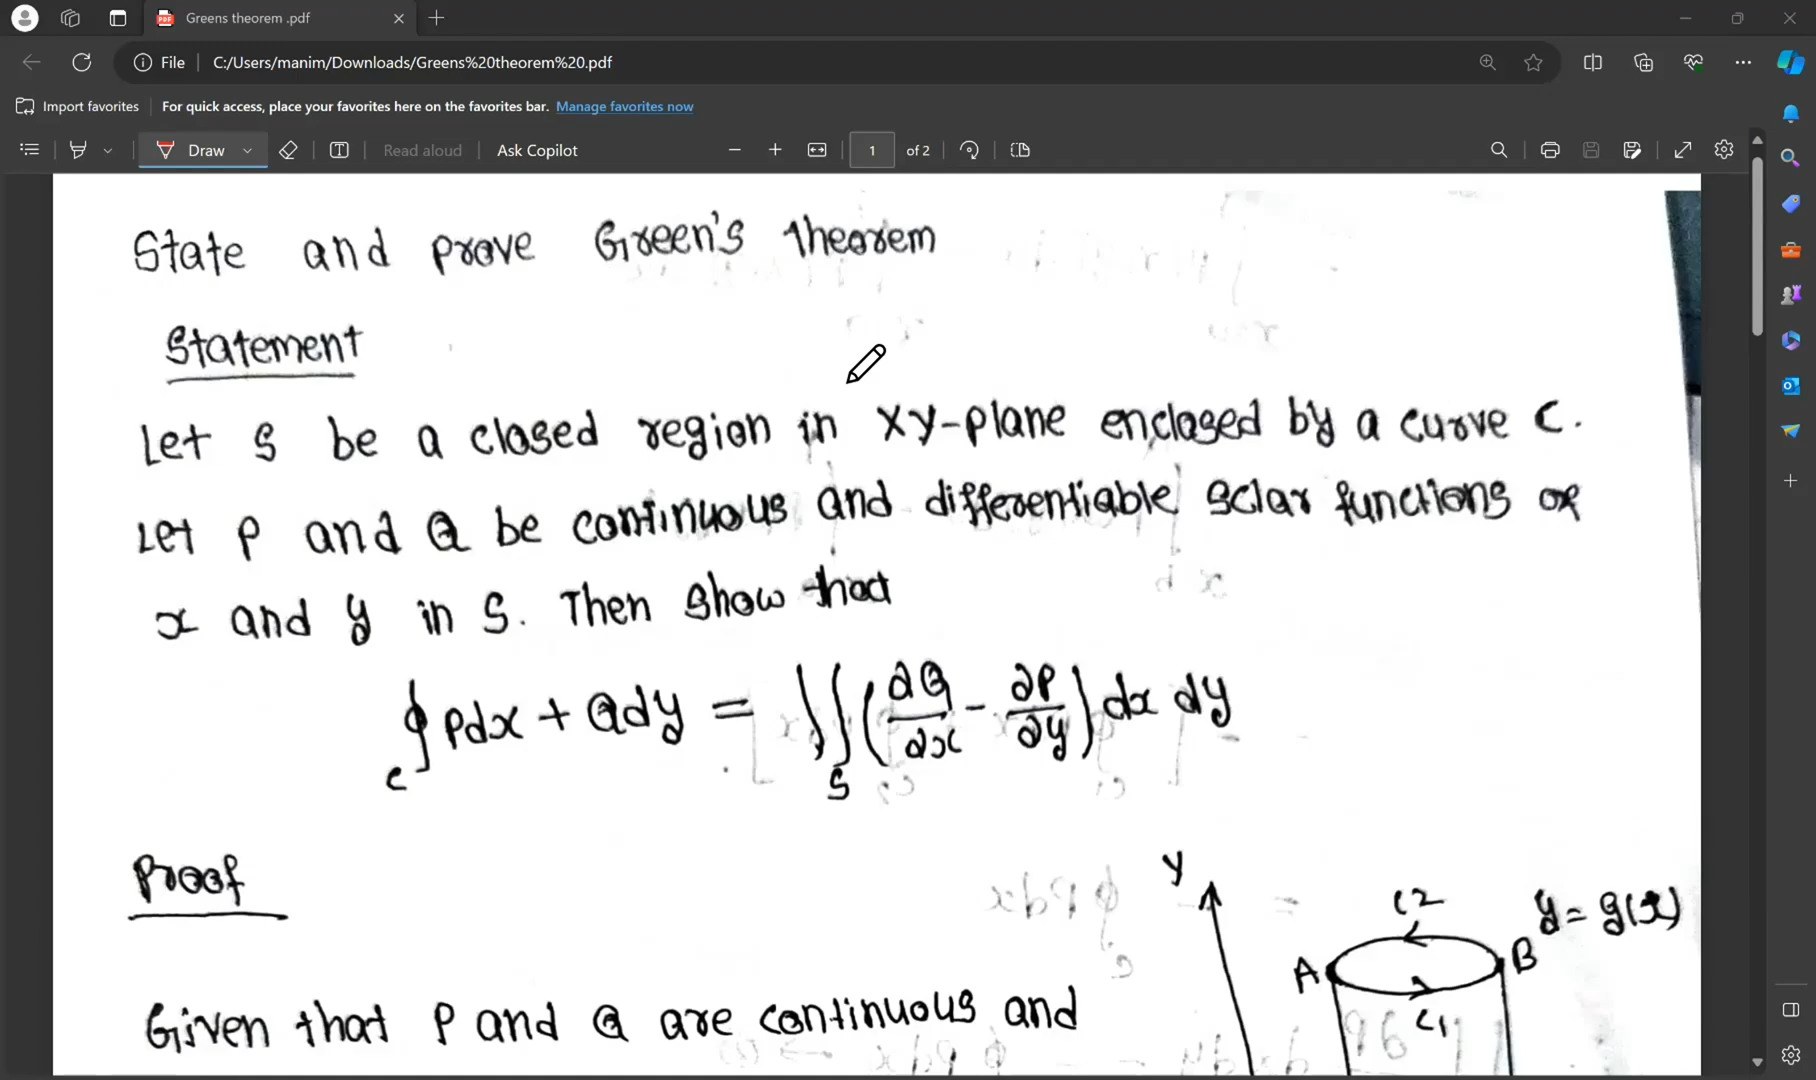 Greens theorem .pdf
File C:/Users/manim/Downloads/Greens%20theorem%20.pdf
Import favorites For quick access, place your favorites here on the favorites bar. Manage favorites now
Draw Read aloud Ask Copilot 1 of 2
State and prove Green's theorem
Statement
Let S be a closed region in xy-plane enclosed by a curve C.
Let P and Q be continuous and differentiable sclar functions of
x and y in S. Then show that
∮c Pdx + Qdy = ∬S (∂Q/∂x - ∂P/∂y) dx dy
Proof
y
C2
y = g(x)
A B
C1
Given that P and Q are continuous and